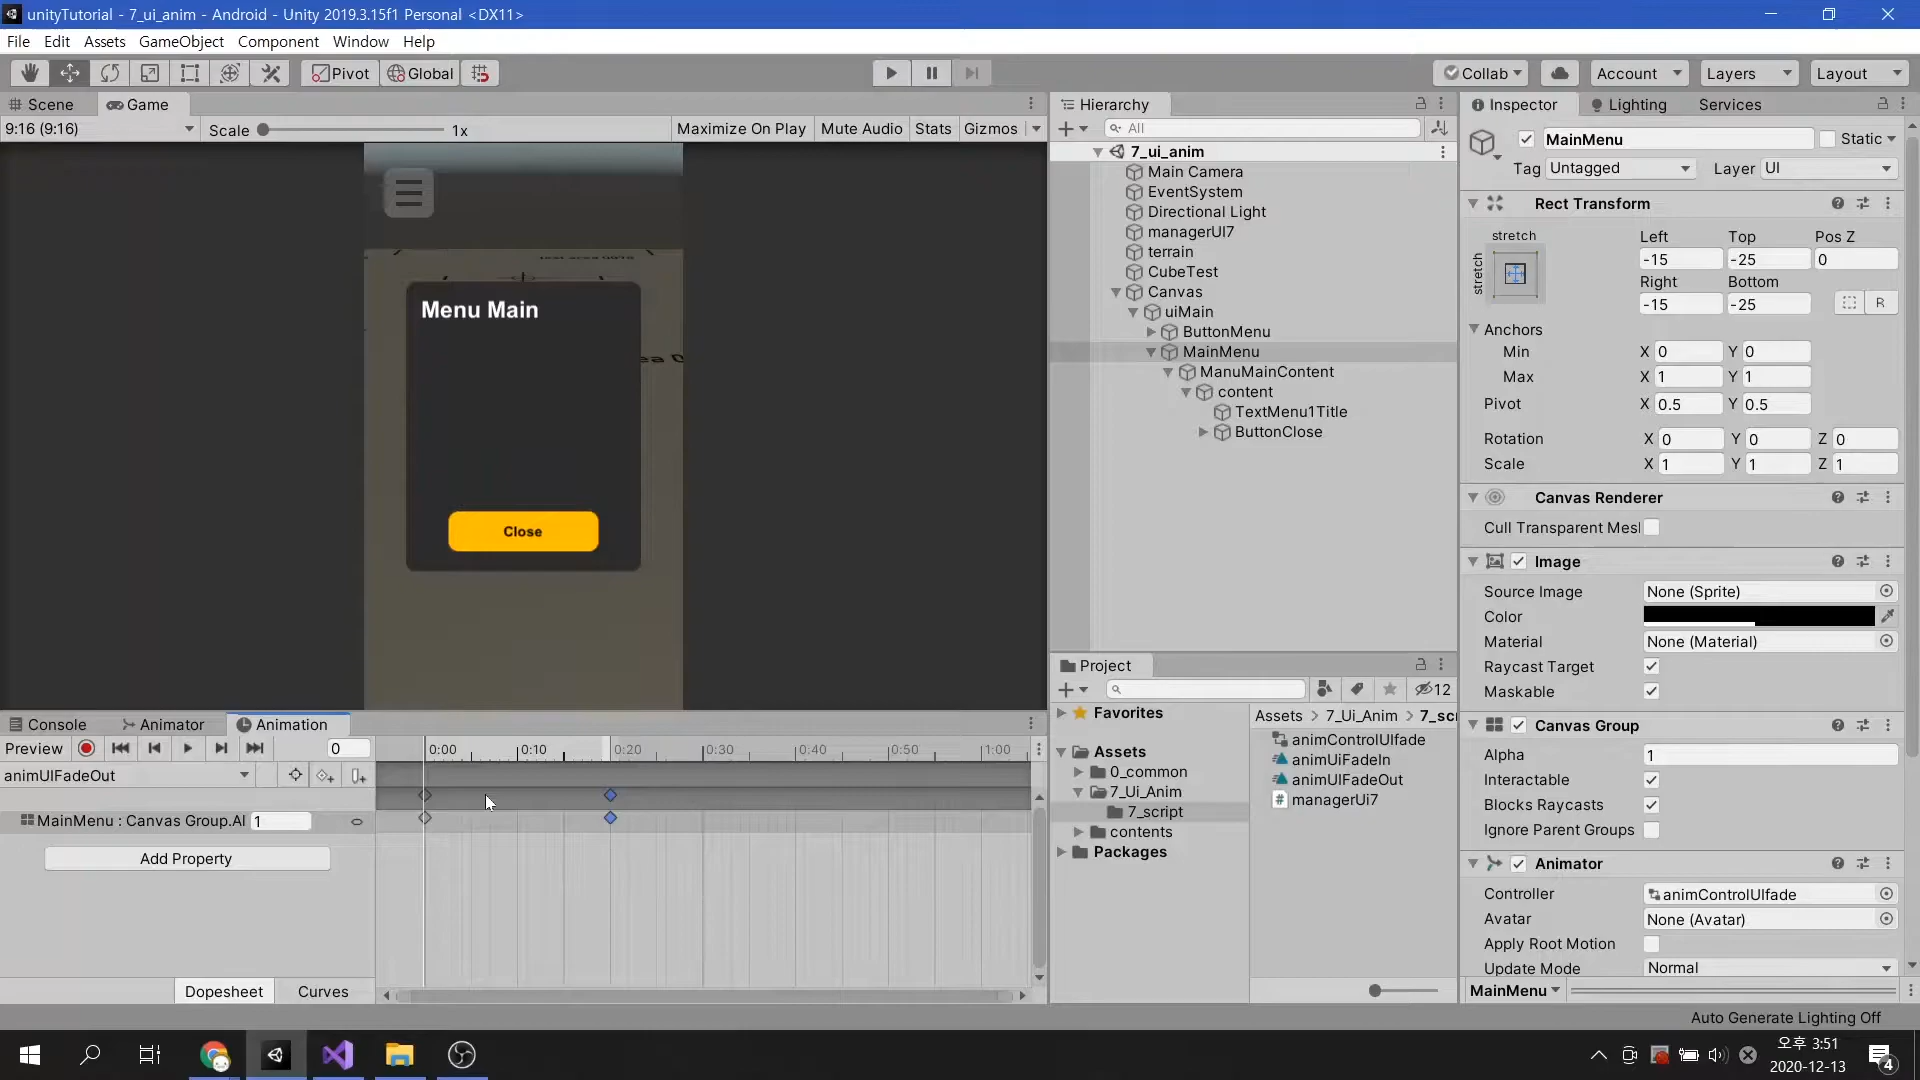 unityTutorial - 7_ui_anim - Android - Unity 2019.3.15f1 Personal <DX11>
File Edit Assets GameObject Component Window Help
Pivot Global Collab Account Layers Layout
Scene Game
9:16 (9:16) Scale 1x Maximize On Play Mute Audio Stats Gizmos
Menu Main
Close
Hierarchy
All
7_ui_anim
Main Camera
EventSystem
Directional Light
managerUI7
terrain
CubeTest
Canvas
uiMain
ButtonMenu
MainMenu
ManuMainContent
content
TextMenu1Title
ButtonClose
Project
12
Favorites
Assets
0_common
7_Ui_Anim
7_script
contents
Packages
Assets > 7_Ui_Anim > 7_scr
animControlUIfade
animUiFadeIn
animUIFadeOut
managerUi7
Inspector Lighting Services
MainMenu Static
Tag Untagged Layer UI
Rect Transform
stretch
stretch
Left Top Pos Z
-15 -25 0
Right Bottom
-15 -25 R
Anchors
Min X 0 Y 0
Max X 1 Y 1
Pivot X 0.5 Y 0.5
Rotation X 0 Y 0 Z 0
Scale X 1 Y 1 Z 1
Canvas Renderer
Cull Transparent Mesl
Image
Source Image None (Sprite)
Color
Material None (Material)
Raycast Target
Maskable
Canvas Group
Alpha 1
Interactable
Blocks Raycasts
Ignore Parent Groups
Animator
Controller animControlUIfade
Avatar None (Avatar)
Apply Root Motion
Update Mode Normal
MainMenu
Console Animator Animation
Preview 0 0:00 0:10 0:20 0:30 0:40 0:50 1:00
animUIFadeOut
MainMenu : Canvas Group.Al 1
Add Property
Dopesheet Curves
Auto Generate Lighting Off
오후 3:51
2020-12-13
4